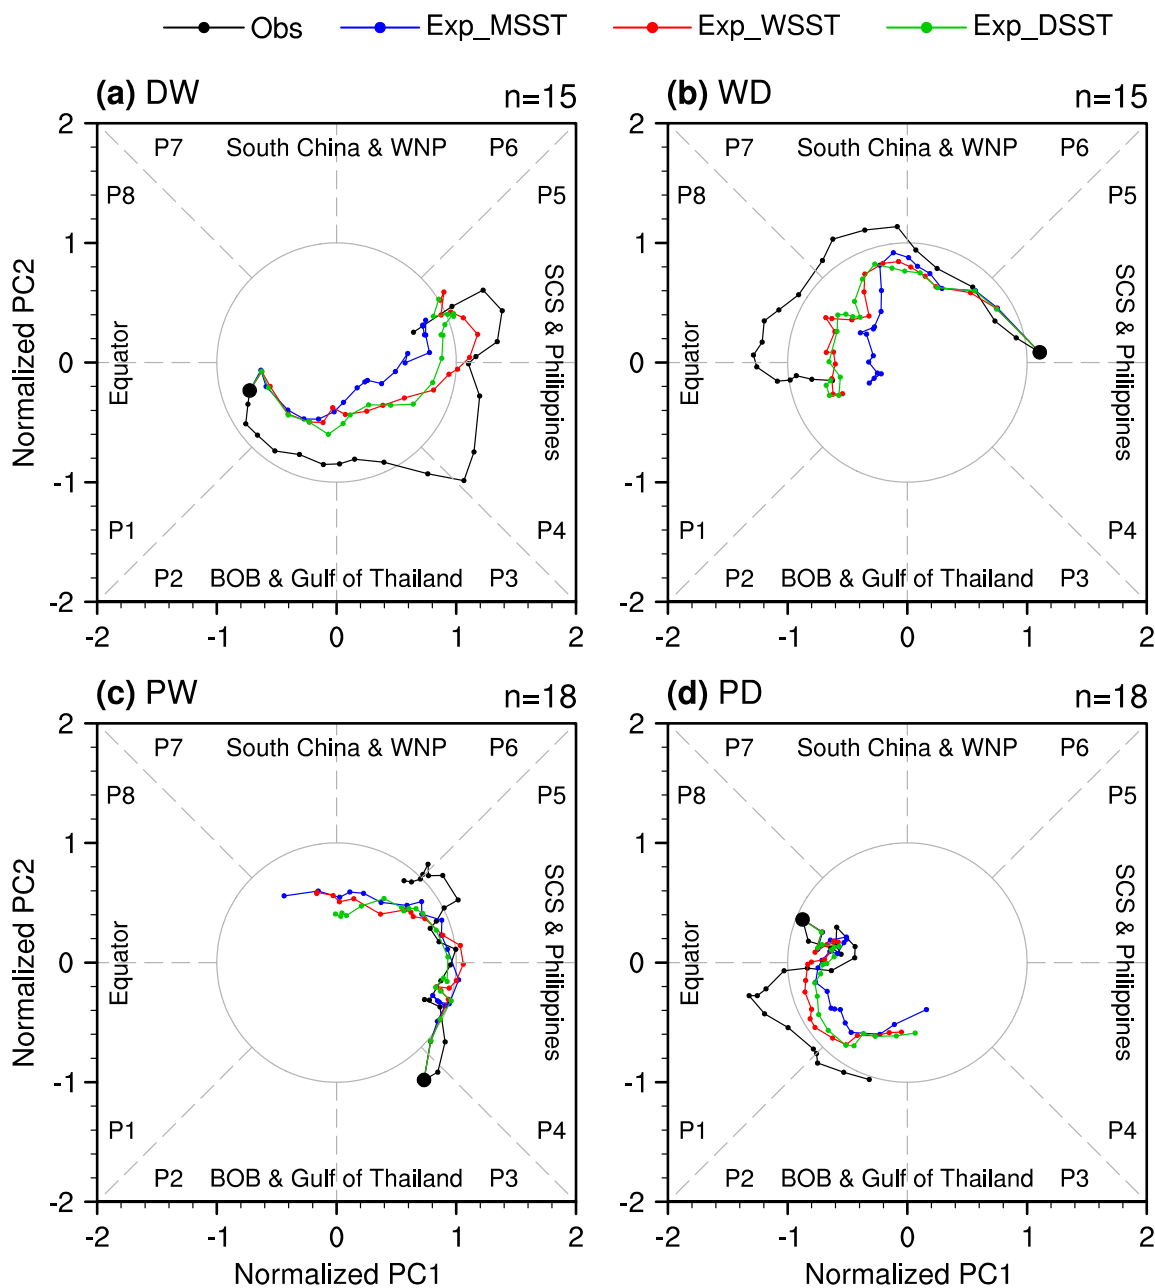 Obs Exp_MSST Exp_WSST Exp_DSST
(a) DW n=15
2
P7 South China & WNP P6
P8 P5
1
Normalized PC2
0
Equator
SCS & Philippines
-1
P1 P4
P2 BOB & Gulf of Thailand P3
-2
-2 -1 0 1 2
(b) WD n=15
2
P7 South China & WNP P6
P8 P5
1
0
Equator
SCS & Philippines
-1
P1 P4
P2 BOB & Gulf of Thailand P3
-2
-2 -1 0 1 2
(c) PW n=18
2
P7 South China & WNP P6
P8 P5
1
Normalized PC2
0
Equator
SCS & Philippines
-1
P1 P4
P2 BOB & Gulf of Thailand P3
-2
-2 -1 0 1 2
Normalized PC1
(d) PD n=18
2
P7 South China & WNP P6
P8 P5
1
0
Equator
SCS & Philippines
-1
P1 P4
P2 BOB & Gulf of Thailand P3
-2
-2 -1 0 1 2
Normalized PC1